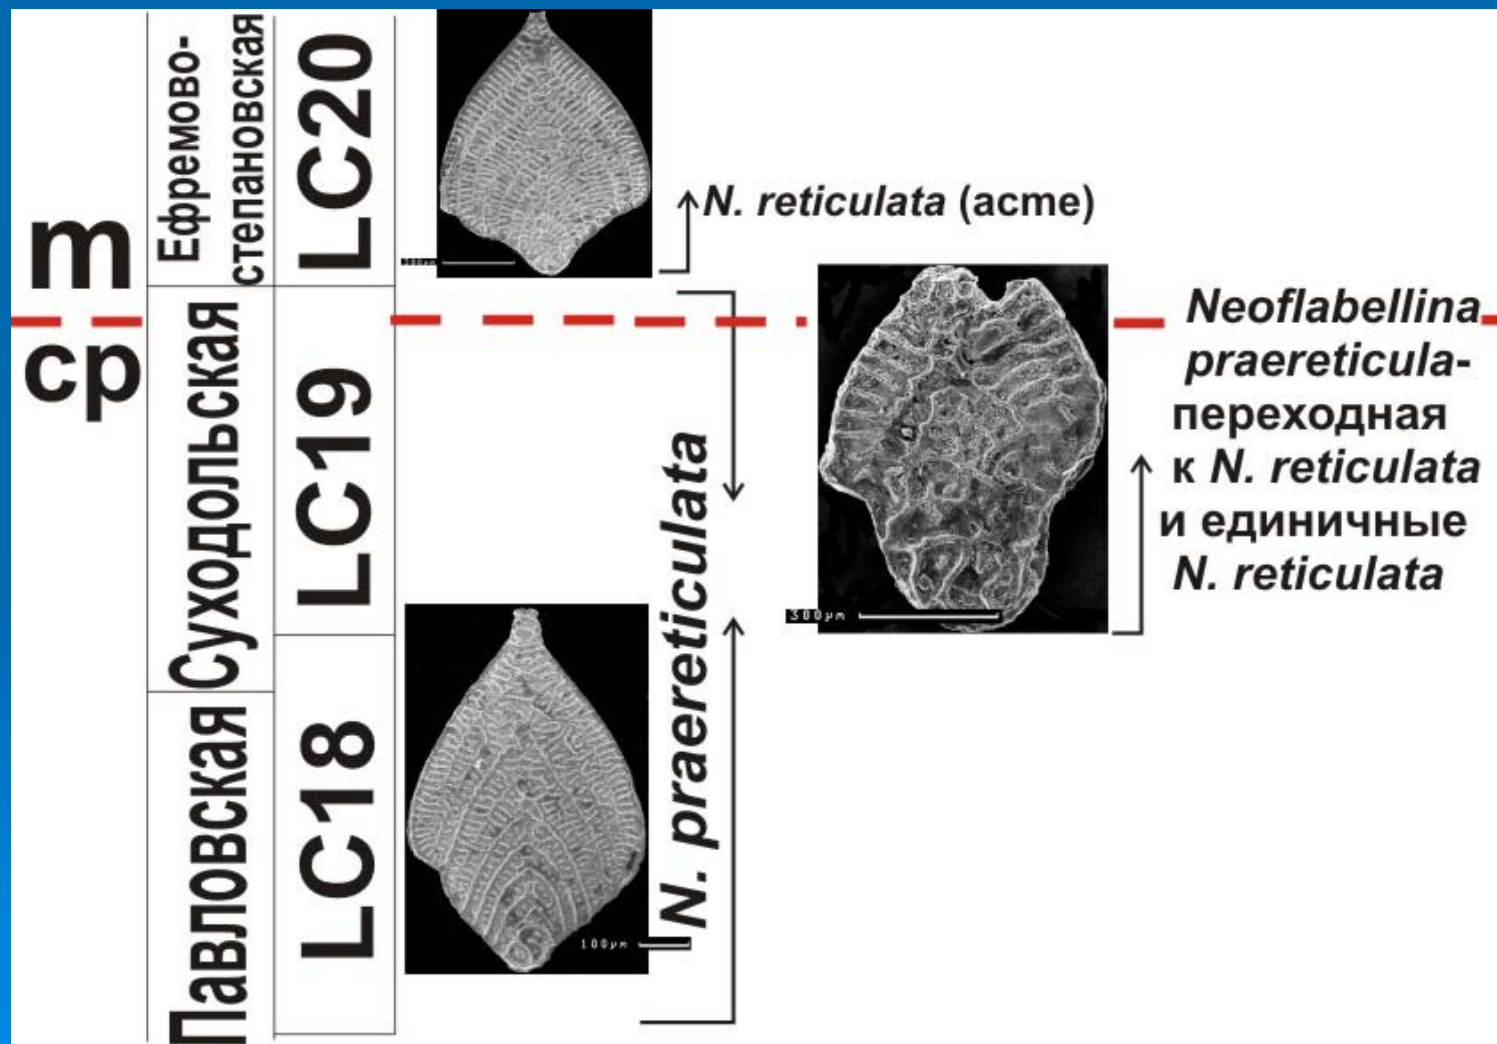 m
cp
Ефремово-
степановская
Суходольская
Павловская
LC20
LC19
LC18
300µm
N. reticulata (acme)
N. praereticulata
100µm
300µm
Neoflabellina
praereticula-
переходная
к N. reticulata
и единичные
N. reticulata